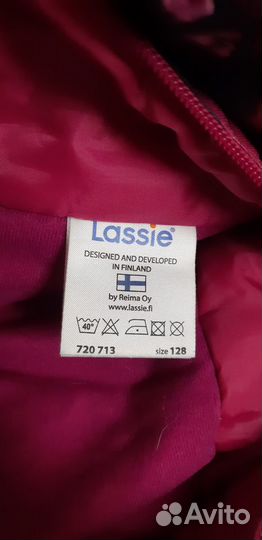 Lassie®
DESIGNED AND DEVELOPED
IN FINLAND
by Reima Oy
www.lassie.fi
40°
720 713 size 128
Avito